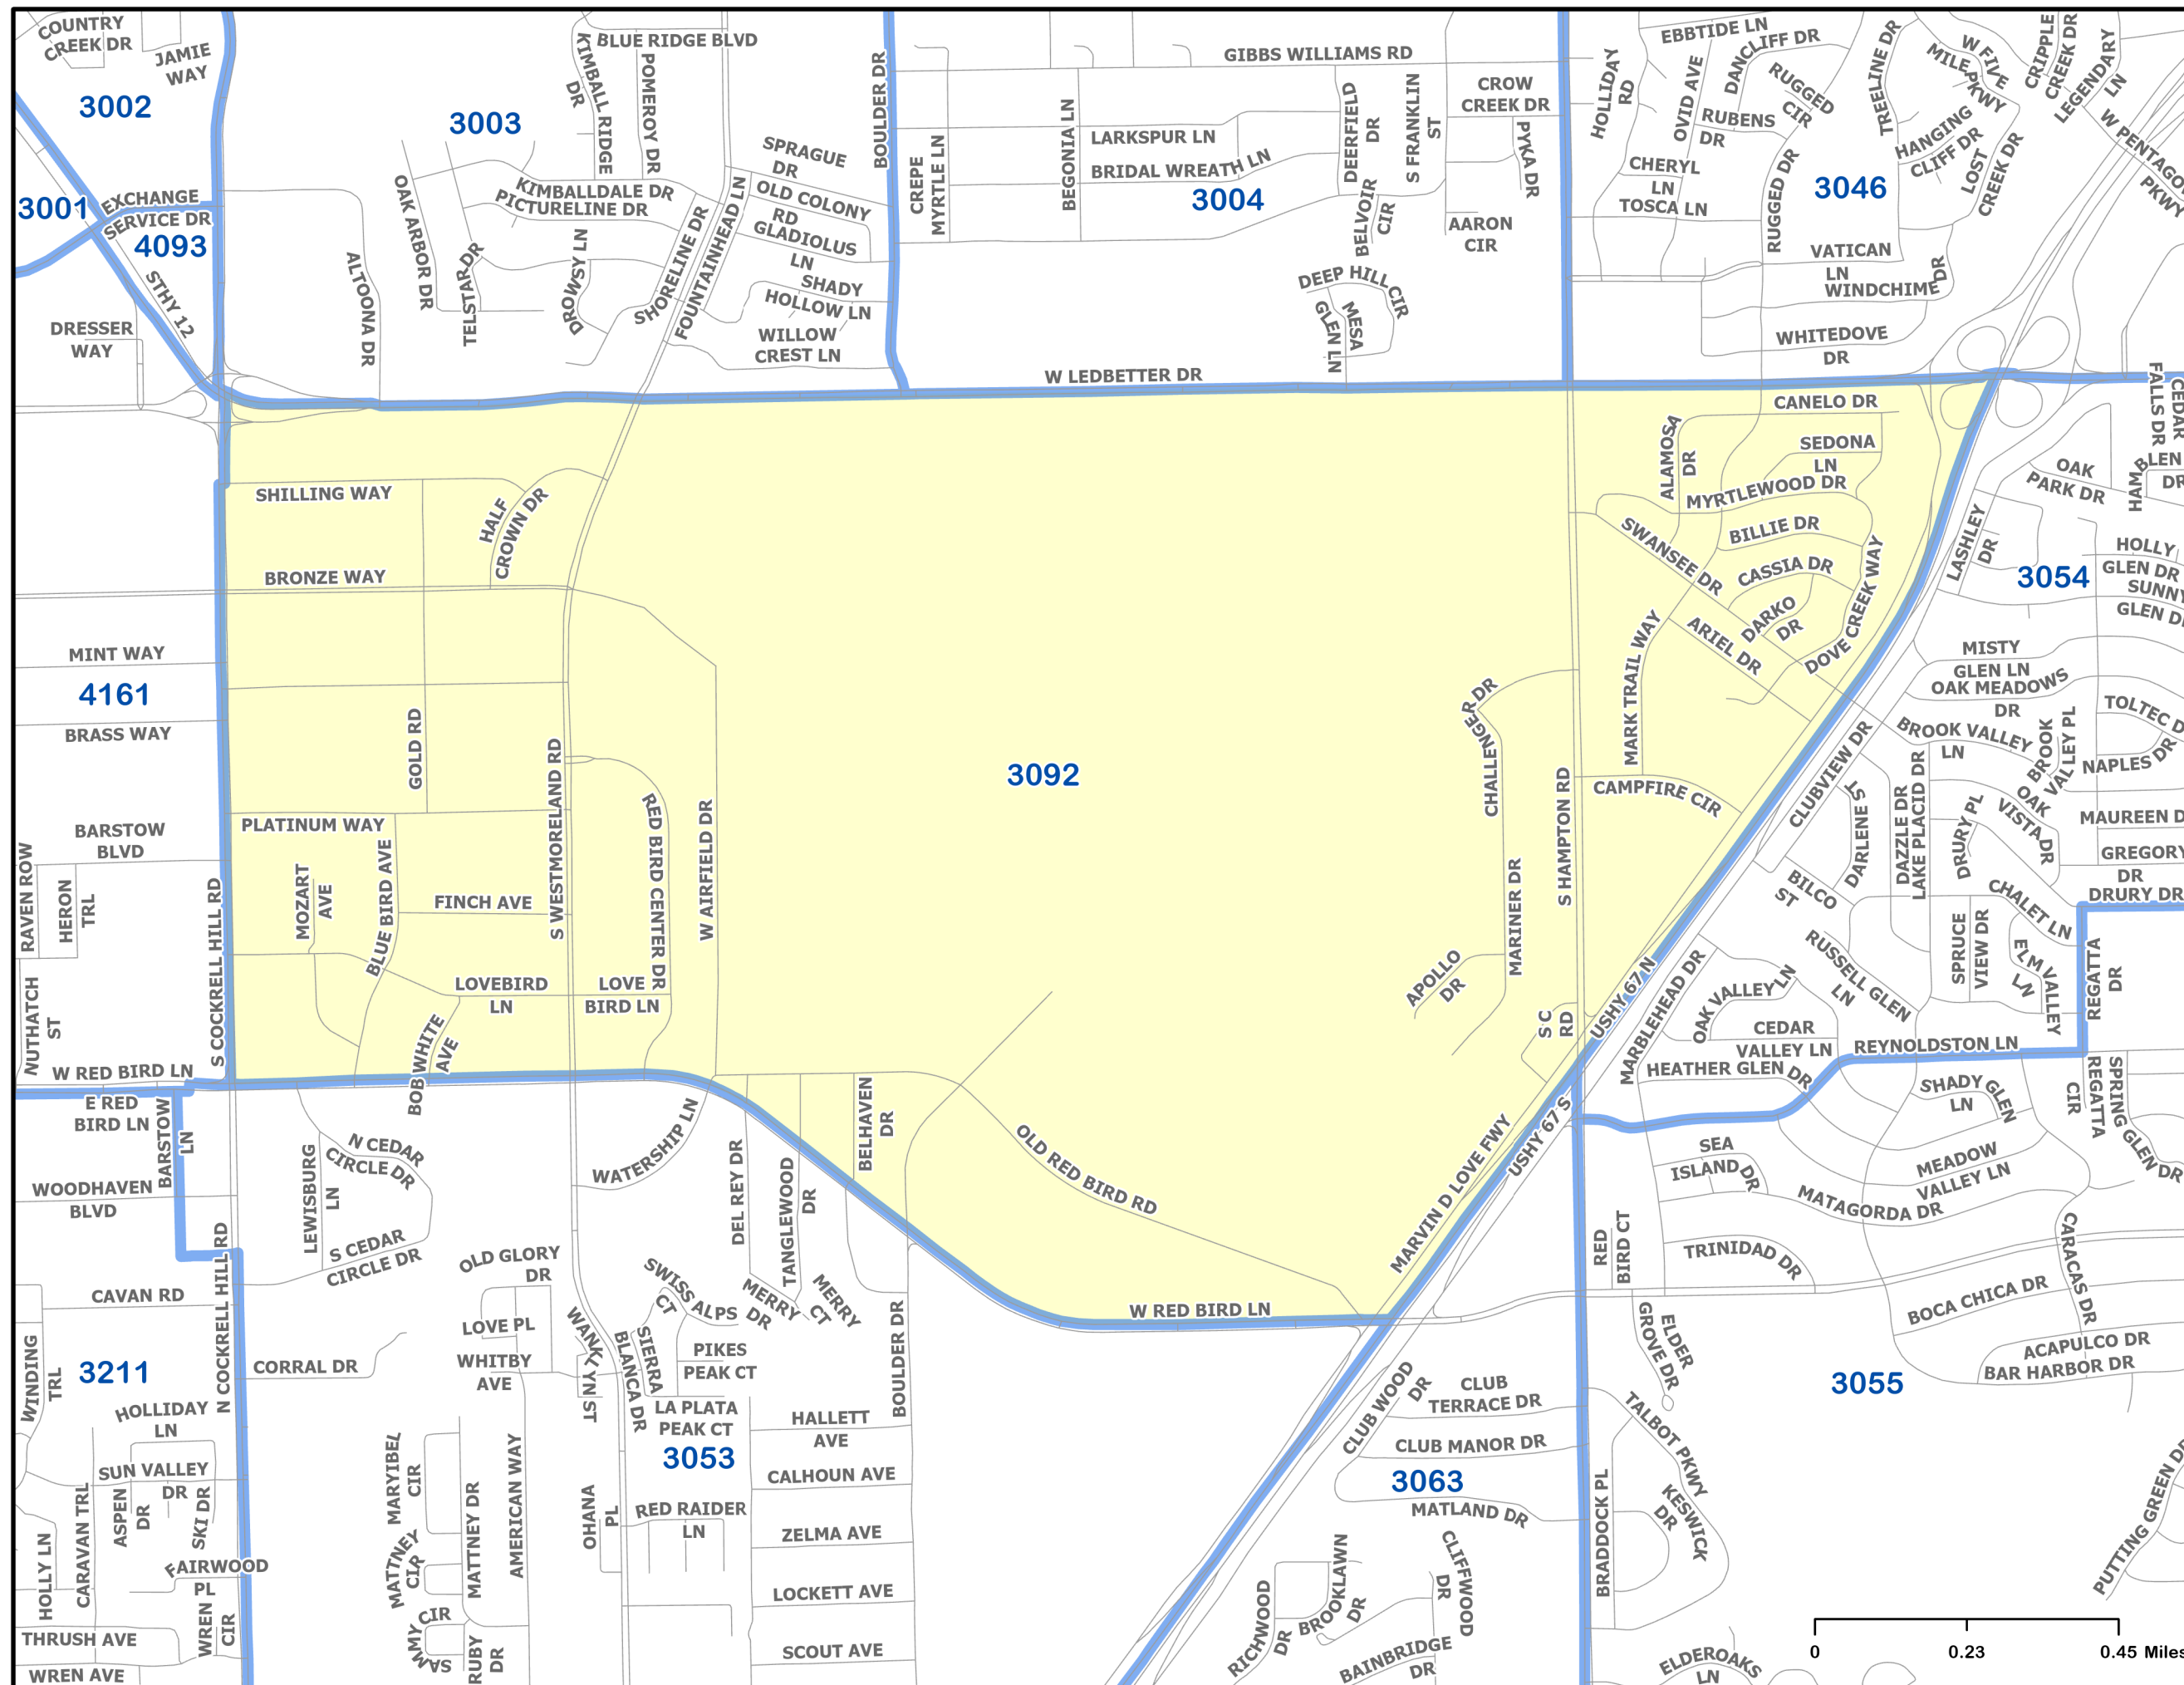 COUNTRY
CREEK DR
JAMIE
WAY
3002
3001
EXCHANGE
SERVICE DR
4093
STHY 12
DRESSER
WAY
3003
KIMBALL RIDGE
DR
BLUE RIDGE BLVD
POMEROY DR
SPRAGUE
DR
OLD COLONY
RD
GLADIOLUS
LN
SHADY
HOLLOW LN
WILLOW
CREST LN
KIMBALLDALE DR
PICTURELINE DR
OAK ARBOR DR
TELSTAR DR
DROWSY LN
SHORELINE DR
FOUNTAINHEAD LN
ALTOONA DR
BOULDER DR
CREPE
MYRTLE LN
BEGONIA LN
GIBBS WILLIAMS RD
LARKSPUR LN
BRIDAL WREATH LN
3004
DEERFIELD
DR
S FRANKLIN
ST
CROW
CREEK DR
PYKA DR
BELVOIR
CIR
AARON
CIR
DEEP HILL CIR
GLEN LN
MESA
W LEDBETTER DR
HOLLIDAY
RD
EBBTIDE LN
OVID AVE
DANCLIFF DR
RUGGED
CIR
RUBENS
DR
CHERYL
LN
TOSCA LN
RUGGED DR
3046
TREELINE DR
W FIVE
MILE PKWY
CRIPPLE
CREEK DR
LEGENDARY
LN
HANGING
CLIFF DR
LOST
CREEK DR
W PENTAGON
PKWY
VATICAN
LN
WINDCHIME DR
WHITEDOVE
DR
CANELO DR
ALAMOSA
DR
SEDONA
LN
MYRTLEWOOD DR
BILLIE DR
SWANSEE DR
CASSIA DR
DARKO
DR
ARIEL DR
DOVE CREEK WAY
MARK TRAIL WAY
CAMPFIRE CIR
CEDAR
FALLS DR
OAK
PARK DR
LASHLEY
DR
3054
HOLLY
GLEN DR
SUNNY
MISTY
GLEN LN
OAK MEADOWS
DR
BROOK VALLEY
LN
BROOK
VALLEY PL
NAPLES DR
OAK
VISTA DR
CLUBVIEW DR
DARLENE ST
DAZZLE DR
LAKE PLACID DR
DRURY PL
CHALET LN
GREGORY
DR
DRURY DR
BILCO
ST
SPRUCE
VIEW DR
ELM VALLEY
LN
REGATTA
DR
RUSSELL GLEN
LN
OAK VALLEY LN
MARBLEHEAD DR
CEDAR
VALLEY LN
HEATHER GLEN DR
REYNOLDSTON LN
SHADY GLEN
LN
REGATTA
CIR
SPRING GLEN DR
SHILLING WAY
HALF
CROWN DR
BRONZE WAY
MINT WAY
4161
BRASS WAY
GOLD RD
S WESTMORELAND RD
3092
CHALLENGER DR
MARINER DR
S HAMPTON RD
BARSTOW
BLVD
RAVEN ROW
HERON
TRL
NUTHATCH
ST
S COCKRELL HILL RD
PLATINUM WAY
MOZART
AVE
BLUE BIRD AVE
FINCH AVE
RED BIRD CENTER DR
W AIRFIELD DR
LOVEBIRD
LN
LOVE
BIRD LN
BOB WHITE
AVE
APOLLO
DR
S C
RD
USHY 67 N
USHY 67 S
MARVIN D LOVE FWY
W RED BIRD LN
E RED
BIRD LN
BARSTOW
LN
WOODHAVEN
BLVD
LEWISBURG
LN
N CEDAR
CIRCLE DR
S CEDAR
CIRCLE DR
WATERSHIP LN
DEL REY DR
TANGLEWOOD
DR
BELHAVEN
DR
OLD RED BIRD RD
W RED BIRD LN
OLD GLORY
DR
SWISS ALPS
CT
DR
MERRY
MERRY
CT
BOULDER DR
CAVAN RD
N COCKRELL HILL RD
WINDING
TRL
3211
CORRAL DR
LOVE PL
WHITBY
AVE
WANKLYN ST
SIERRA
BLANCA DR
PIKES
PEAK CT
LA PLATA
PEAK CT
3053
HALLETT
AVE
CALHOUN AVE
RED RAIDER
LN
ZELMA AVE
LOCKETT AVE
SCOUT AVE
HOLLIDAY
LN
SUN VALLEY
DR
ASPEN
DR
SKI DR
CARAVAN TRL
HOLLY LN
FAIRWOOD
PL
WREN
CIR
THRUSH AVE
WREN AVE
MARYIBEL
CIR
MATTNEY
CIR
MATTNEY DR
AMERICAN WAY
OHANA
PL
SAMMY
CIR
RUBY
DR
SEA
ISLAND DR
MEADOW
VALLEY LN
MATAGORDA DR
TRINIDAD DR
RED
BIRD CT
CARACAS DR
BOCA CHICA DR
ACAPULCO DR
BAR HARBOR DR
3055
ELDER
GROVE DR
CLUB WOOD
DR
CLUB
TERRACE DR
CLUB MANOR DR
3063
MATLAND DR
TALBOT PKWY
KESWICK
DR
BRADDOCK PL
CLIFFWOOD
DR
BROOKLAWN
DR
RICHWOOD
DR
BAINBRIDGE
DR
ELDEROAKS
LN
PUTTING GREEN DR
0 0.23 0.45 Miles